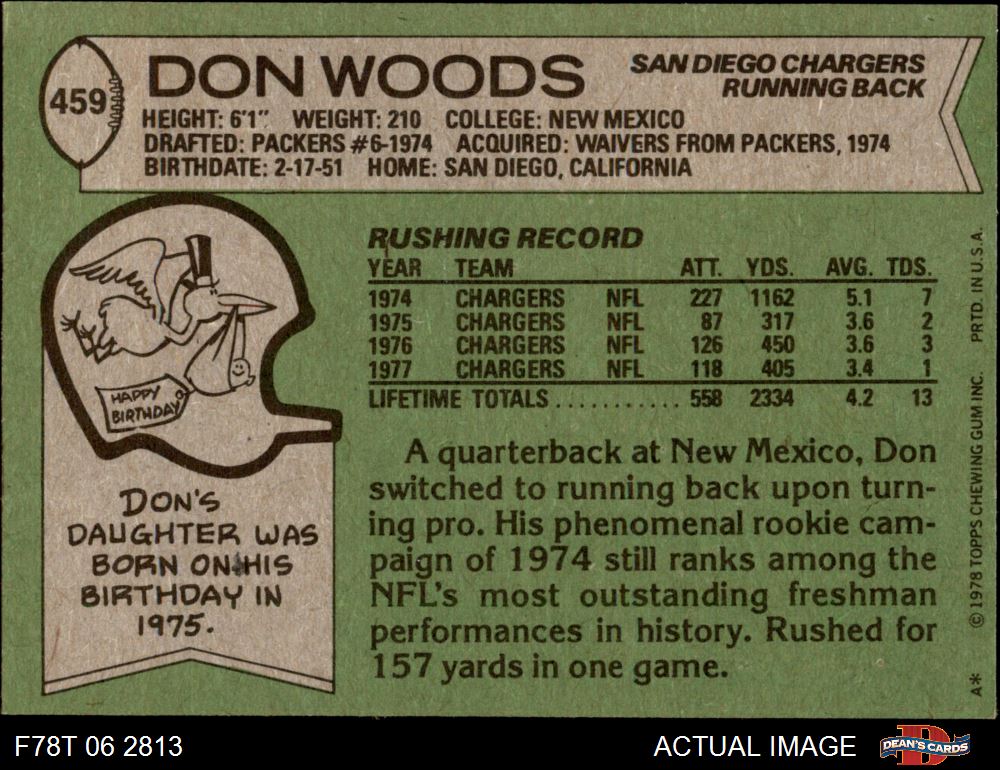 459
DON WOODS
SAN DIEGO CHARGERS
RUNNING BACK
HEIGHT: 6'1" WEIGHT: 210 COLLEGE: NEW MEXICO
DRAFTED: PACKERS #6-1974 ACQUIRED: WAIVERS FROM PACKERS, 1974
BIRTHDATE: 2-17-51 HOME: SAN DIEGO, CALIFORNIA
HAPPY
BIRTHDAY
DON'S
DAUGHTER WAS
BORN ON HIS
BIRTHDAY IN
1975.
RUSHING RECORD
YEAR TEAM ATT. YDS. AVG. TDS.
1974 CHARGERS NFL 227 1162 5.1 7
1975 CHARGERS NFL 87 317 3.6 2
1976 CHARGERS NFL 126 450 3.6 3
1977 CHARGERS NFL 118 405 3.4 1
LIFETIME TOTALS........... 558 2334 4.2 13
A quarterback at New Mexico, Don
switched to running back upon turn-
ing pro. His phenomenal rookie cam-
paign of 1974 still ranks among the
NFL's most outstanding freshman
performances in history. Rushed for
157 yards in one game.
A* © 1978 TOPPS CHEWING GUM INC. PRTD. IN U.S.A.
F78T 06 2813
ACTUAL IMAGE
DEAN'S CARDS